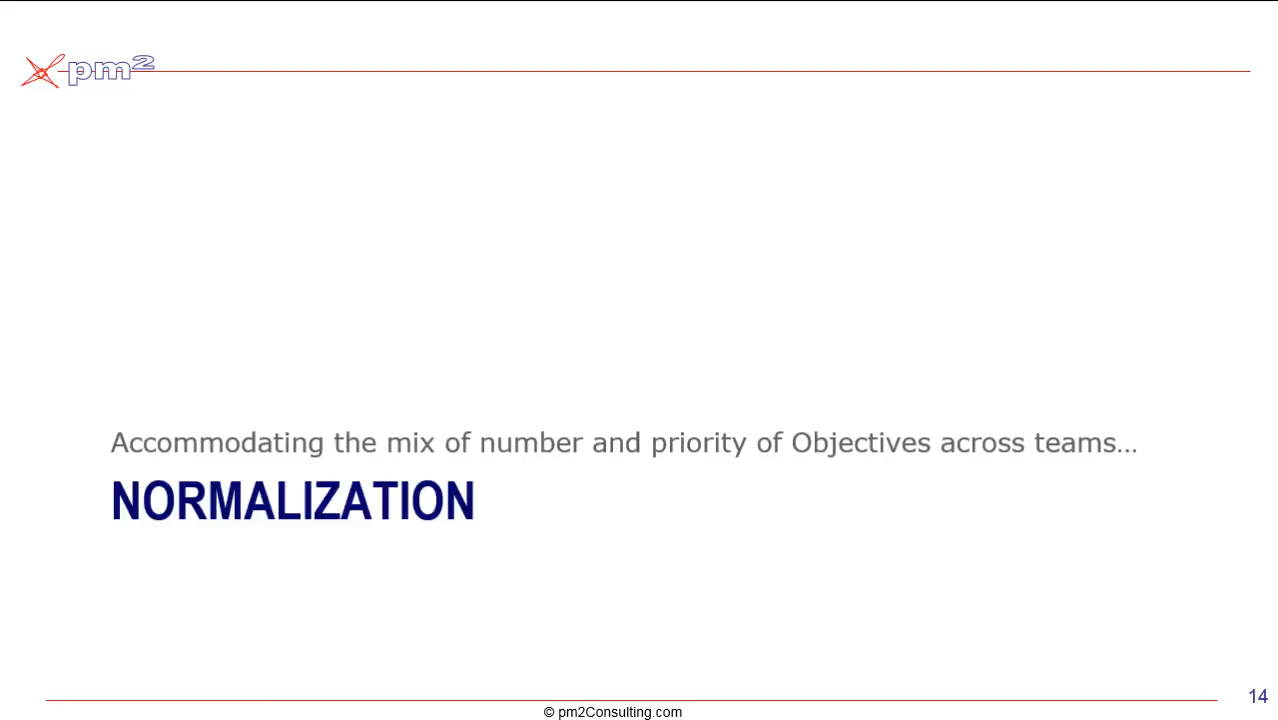 pm2
Accommodating the mix of number and priority of Objectives across teams…
NORMALIZATION
14
© pm2Consulting.com